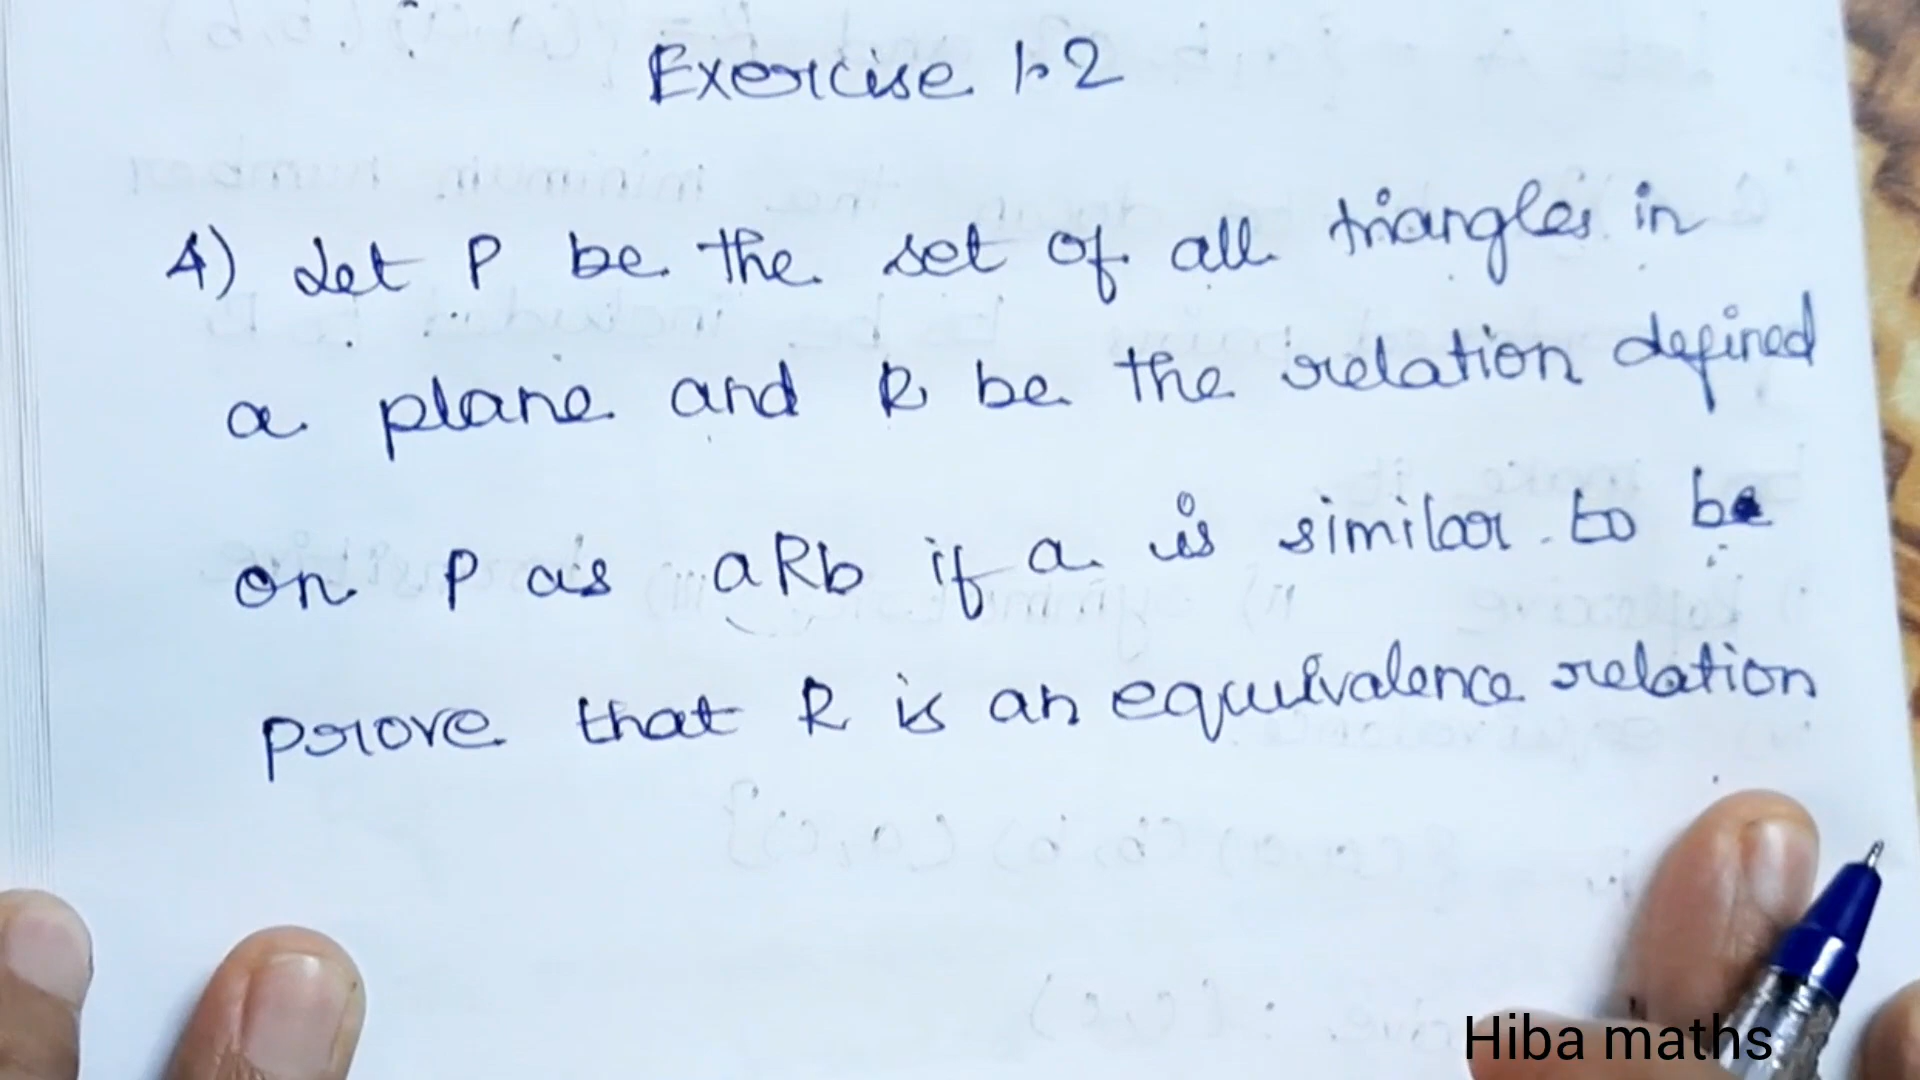 Exercise 1.2
4) Let P be the set of all triangles in
a plane and R be the relation defined
on P as aRb if a is similar to b
prove that R is an equivalence relation
Hiba maths